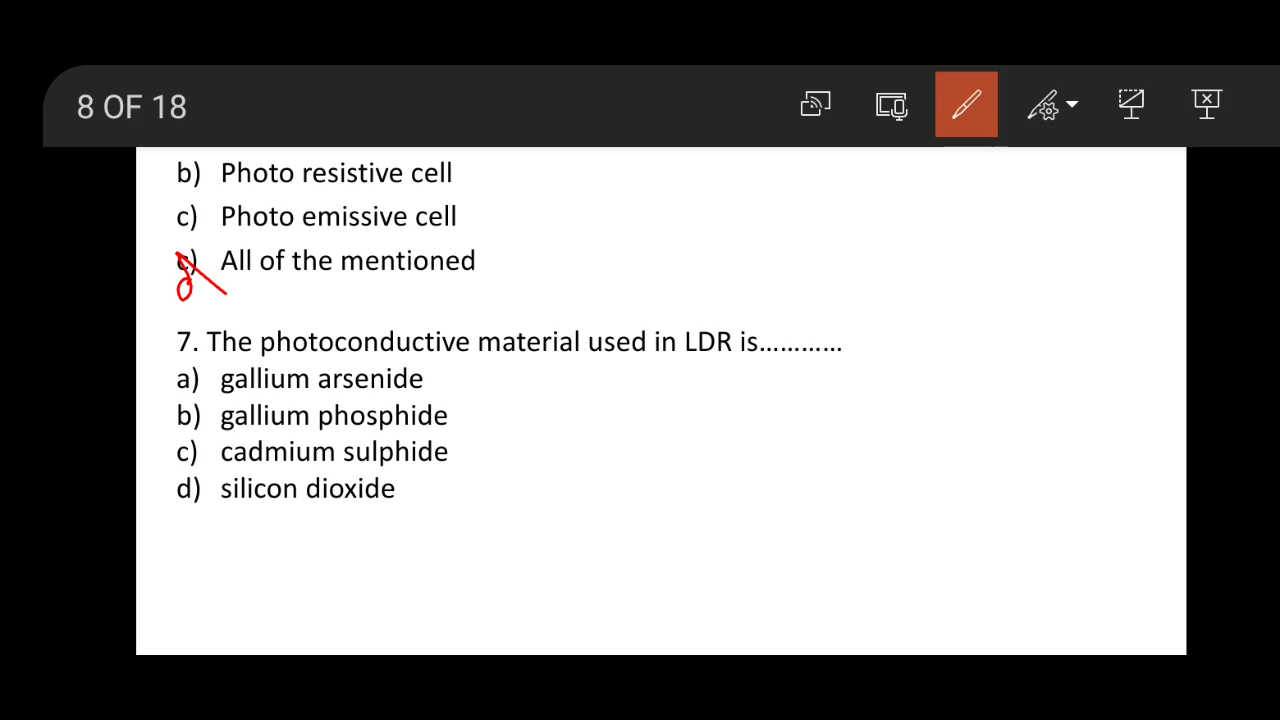 8 OF 18
b) Photo resistive cell
c) Photo emissive cell
c) All of the mentioned
7. The photoconductive material used in LDR is…………
a) gallium arsenide
b) gallium phosphide
c) cadmium sulphide
d) silicon dioxide